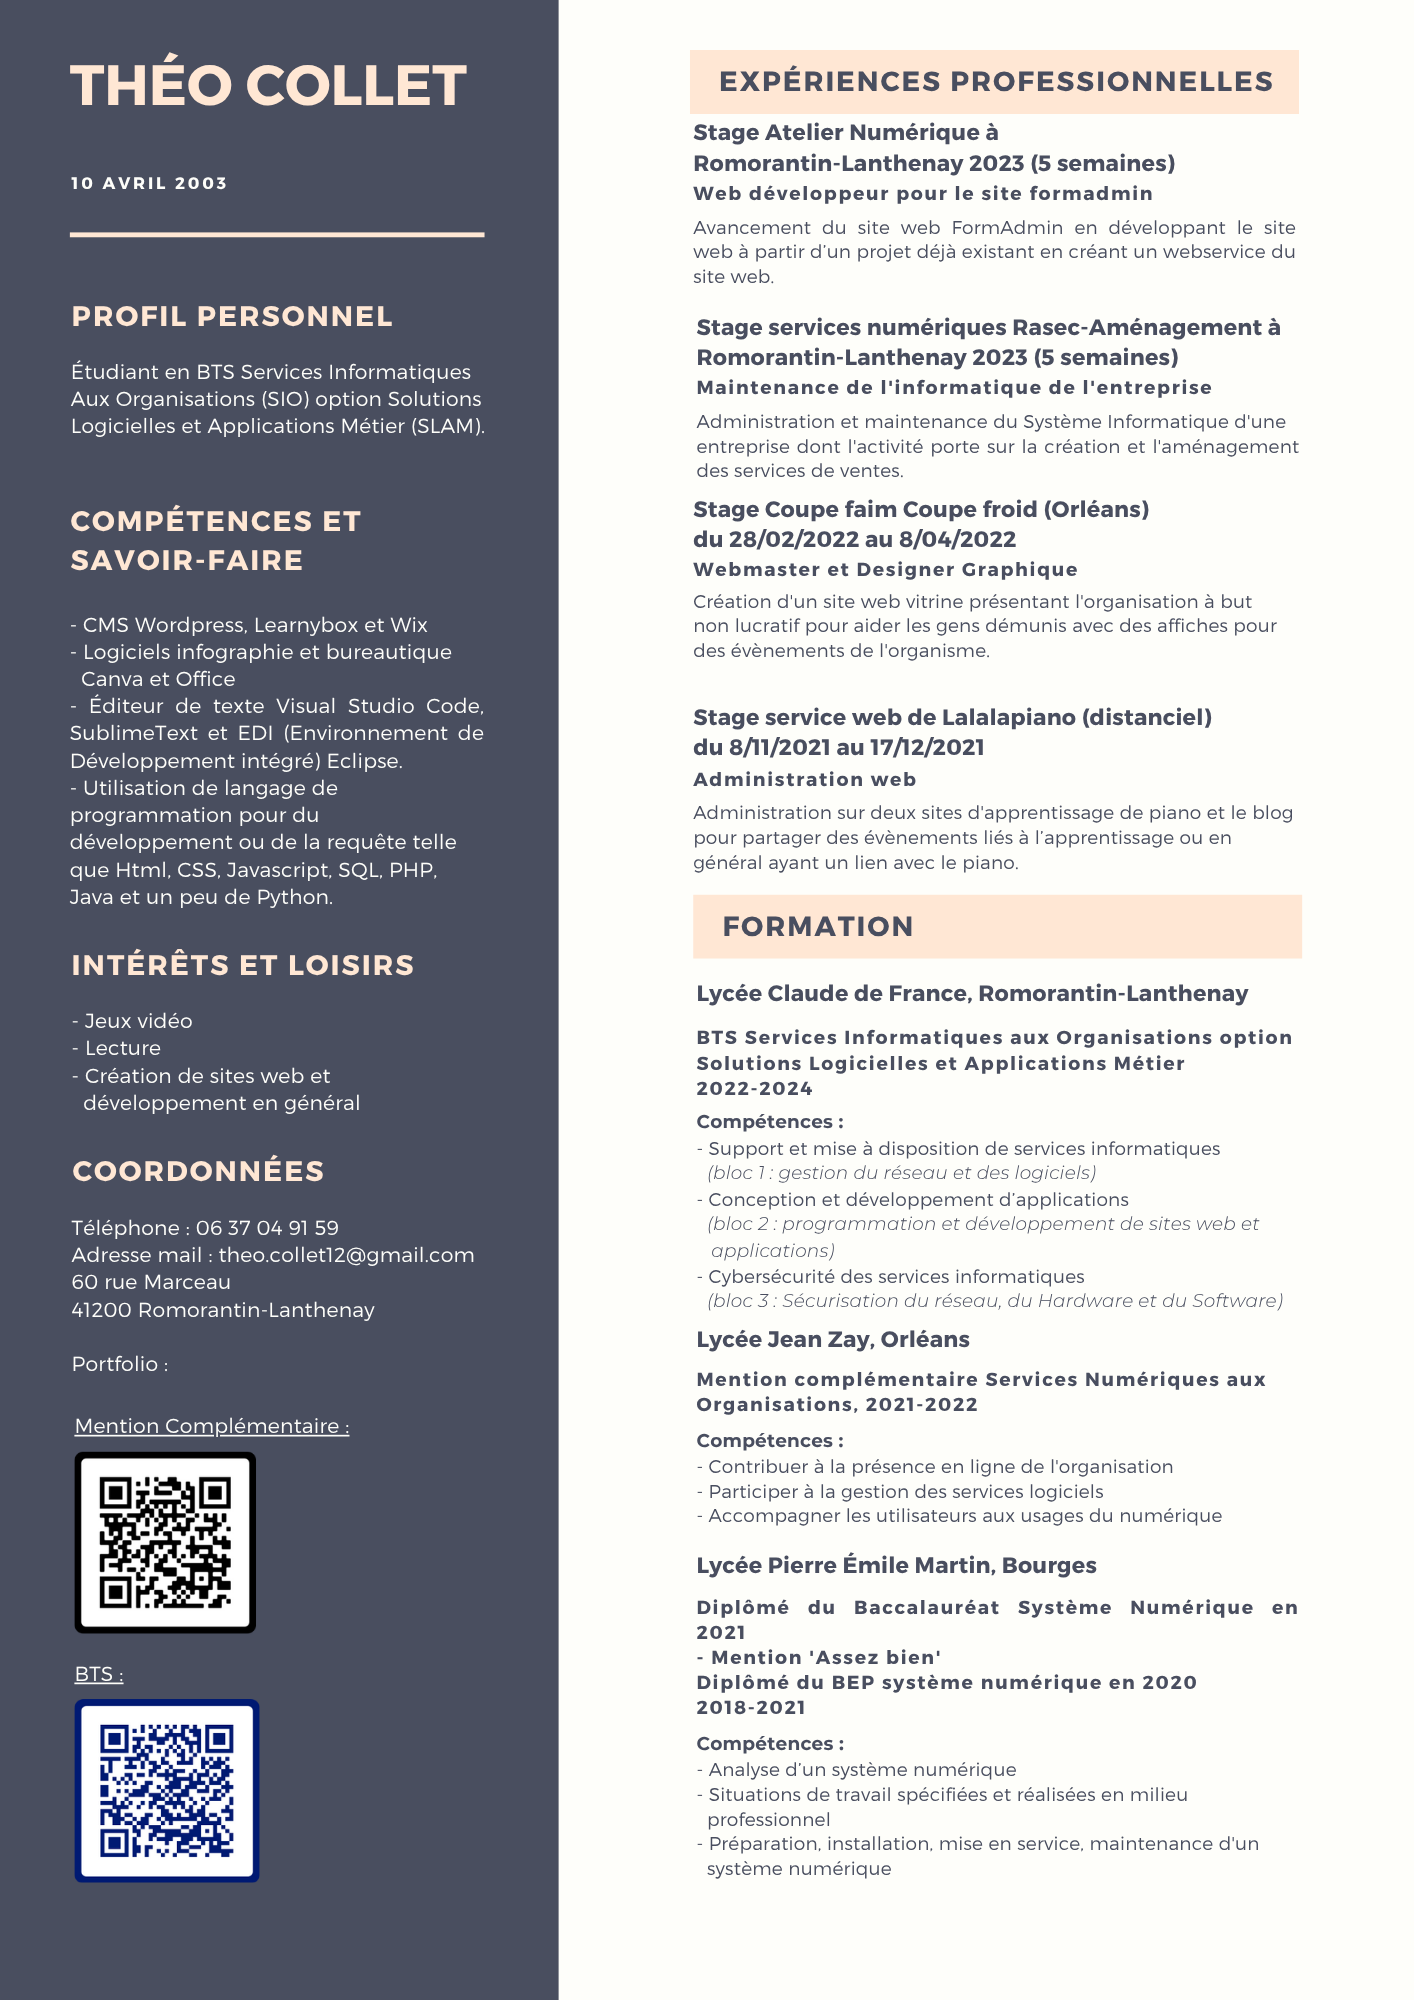 THÉO COLLET
10 AVRIL 2003
PROFIL PERSONNEL
Étudiant en BTS Services Informatiques
Aux Organisations (SIO) option Solutions
Logicielles et Applications Métier (SLAM).
COMPÉTENCES ET
SAVOIR-FAIRE
- CMS Wordpress, Learnybox et Wix
- Logiciels infographie et bureautique
Canva et Office
- Éditeur de texte Visual Studio Code,
SublimeText et EDI (Environnement de
Développement intégré) Eclipse.
- Utilisation de langage de
programmation pour du
développement ou de la requête telle
que Html, CSS, Javascript, SQL, PHP,
Java et un peu de Python.
INTÉRÊTS ET LOISIRS
- Jeux vidéo
- Lecture
- Création de sites web et
développement en général
COORDONNÉES
Téléphone : 06 37 04 91 59
Adresse mail : theo.collet12@gmail.com
60 rue Marceau
41200 Romorantin-Lanthenay
Portfolio :
Mention Complémentaire :
BTS :
EXPÉRIENCES PROFESSIONNELLES
Stage Atelier Numérique à
Romorantin-Lanthenay 2023 (5 semaines)
Web développeur pour le site formadmin
Avancement du site web FormAdmin en développant le site
web à partir d’un projet déjà existant en créant un webservice du
site web.
Stage services numériques Rasec-Aménagement à
Romorantin-Lanthenay 2023 (5 semaines)
Maintenance de l'informatique de l'entreprise
Administration et maintenance du Système Informatique d'une
entreprise dont l'activité porte sur la création et l'aménagement
des services de ventes.
Stage Coupe faim Coupe froid (Orléans)
du 28/02/2022 au 8/04/2022
Webmaster et Designer Graphique
Création d'un site web vitrine présentant l'organisation à but
non lucratif pour aider les gens démunis avec des affiches pour
des évènements de l'organisme.
Stage service web de Lalalapiano (distanciel)
du 8/11/2021 au 17/12/2021
Administration web
Administration sur deux sites d'apprentissage de piano et le blog
pour partager des évènements liés à l’apprentissage ou en
général ayant un lien avec le piano.
FORMATION
Lycée Claude de France, Romorantin-Lanthenay
BTS Services Informatiques aux Organisations option
Solutions Logicielles et Applications Métier
2022-2024
Compétences :
- Support et mise à disposition de services informatiques
(bloc 1 : gestion du réseau et des logiciels)
- Conception et développement d’applications
(bloc 2 : programmation et développement de sites web et
applications)
- Cybersécurité des services informatiques
(bloc 3 : Sécurisation du réseau, du Hardware et du Software)
Lycée Jean Zay, Orléans
Mention complémentaire Services Numériques aux
Organisations, 2021-2022
Compétences :
- Contribuer à la présence en ligne de l'organisation
- Participer à la gestion des services logiciels
- Accompagner les utilisateurs aux usages du numérique
Lycée Pierre Émile Martin, Bourges
Diplômé du Baccalauréat Système Numérique en
2021
- Mention 'Assez bien'
Diplômé du BEP système numérique en 2020
2018-2021
Compétences :
- Analyse d’un système numérique
- Situations de travail spécifiées et réalisées en milieu
professionnel
- Préparation, installation, mise en service, maintenance d'un
système numérique